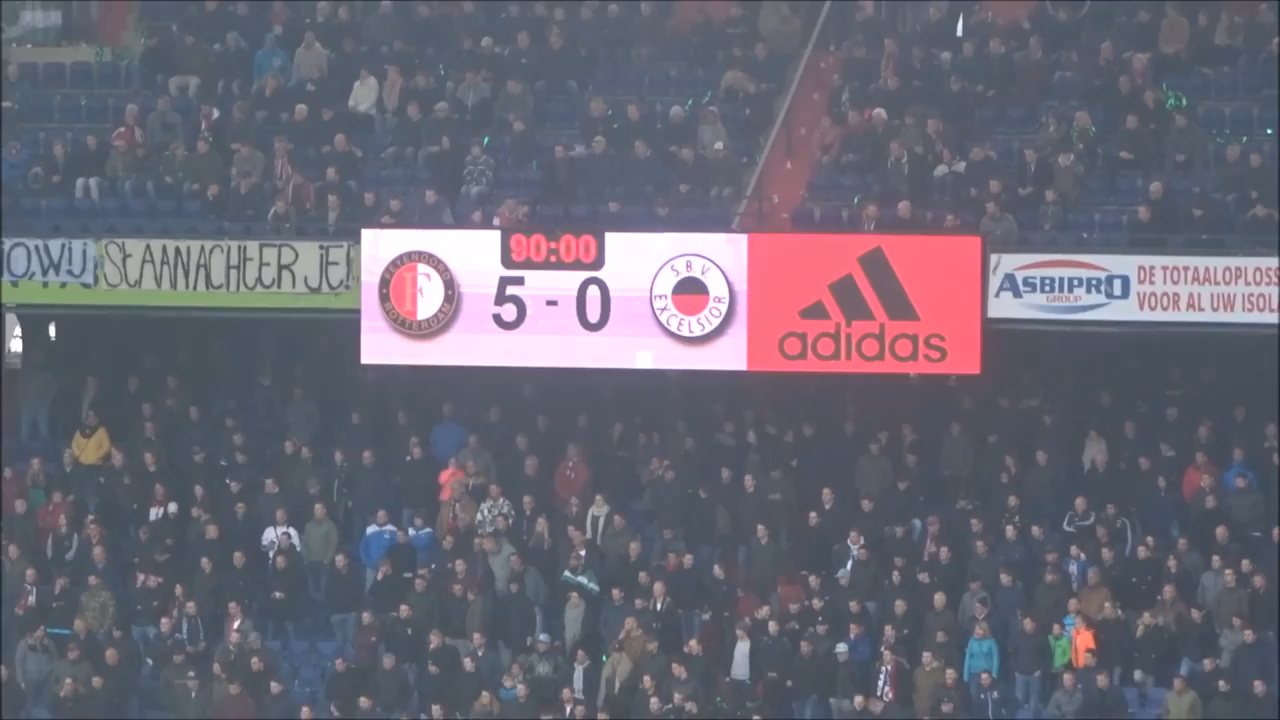 IO, WIJ STAAN ACHTER JE!
FEYENOORD
ROTTERDAM
90:00
5 - 0
S.B.V
EXCELSIOR
adidas
ASBIPRO
GROUP
DE TOTAALOPLOSS
VOOR AL UW ISOL